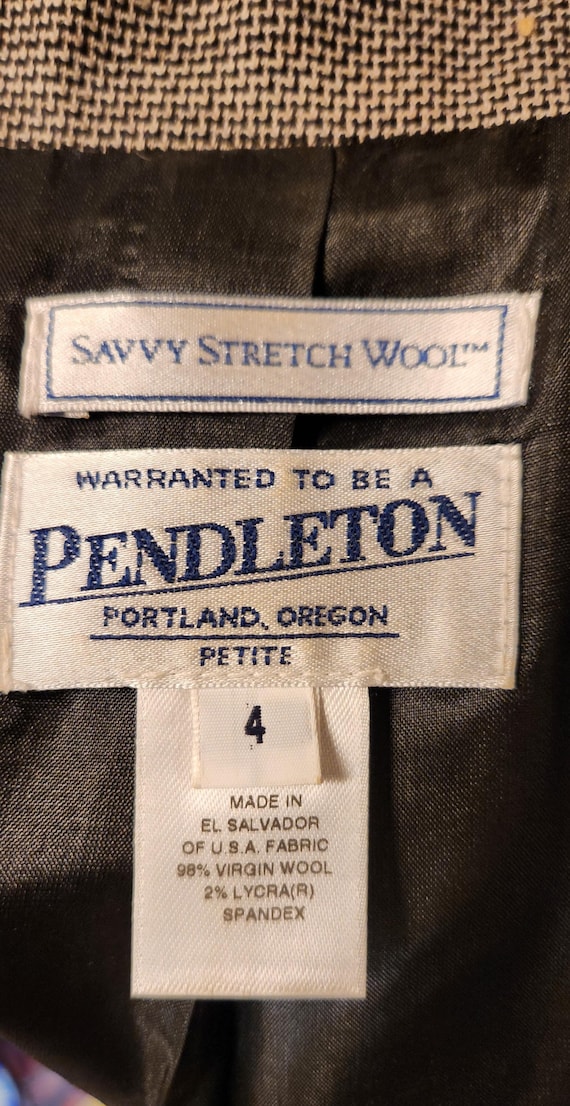 SAVVY STRETCH WOOL™
WARRANTED TO BE A
PENDLETON
PORTLAND, OREGON
PETITE
4
MADE IN
EL SALVADOR
OF U.S.A. FABRIC
98% VIRGIN WOOL
2% LYCRA(R)
SPANDEX